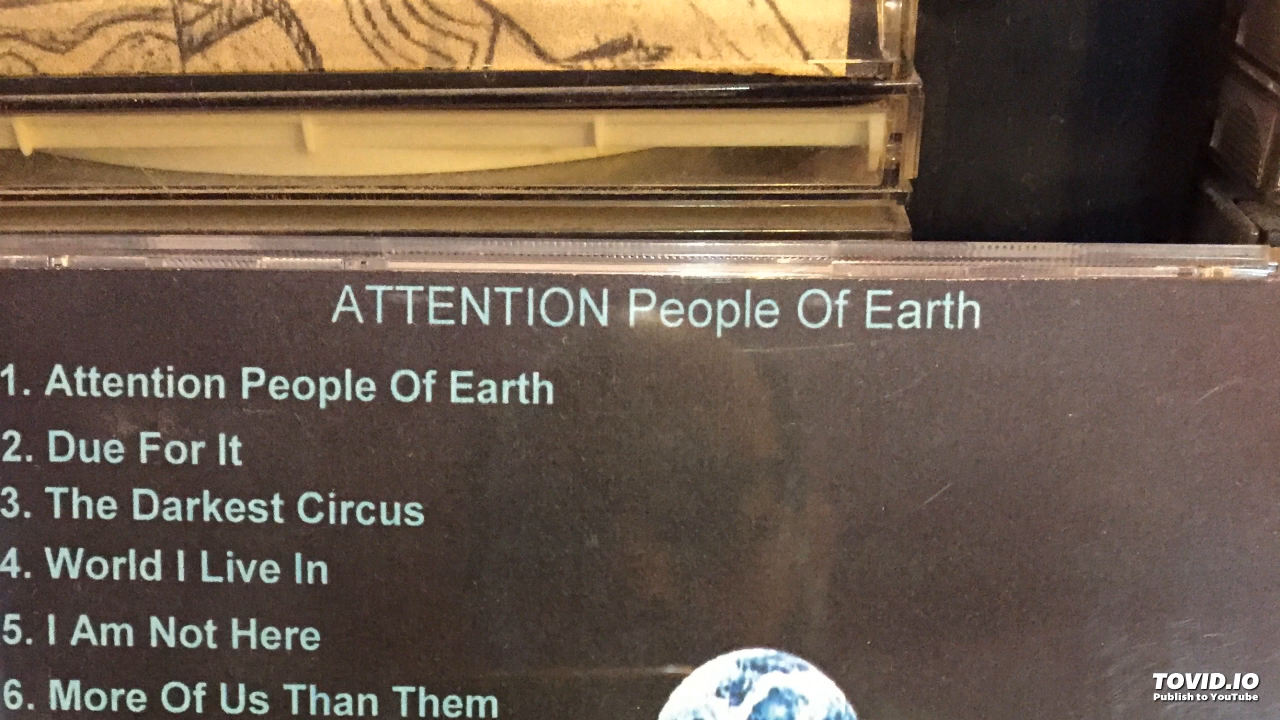 ATTENTION People Of Earth
1. Attention People Of Earth
2. Due For It
3. The Darkest Circus
4. World I Live In
5. I Am Not Here
6. More Of Us Than Them
TOVID.IO
Publish to YouTube